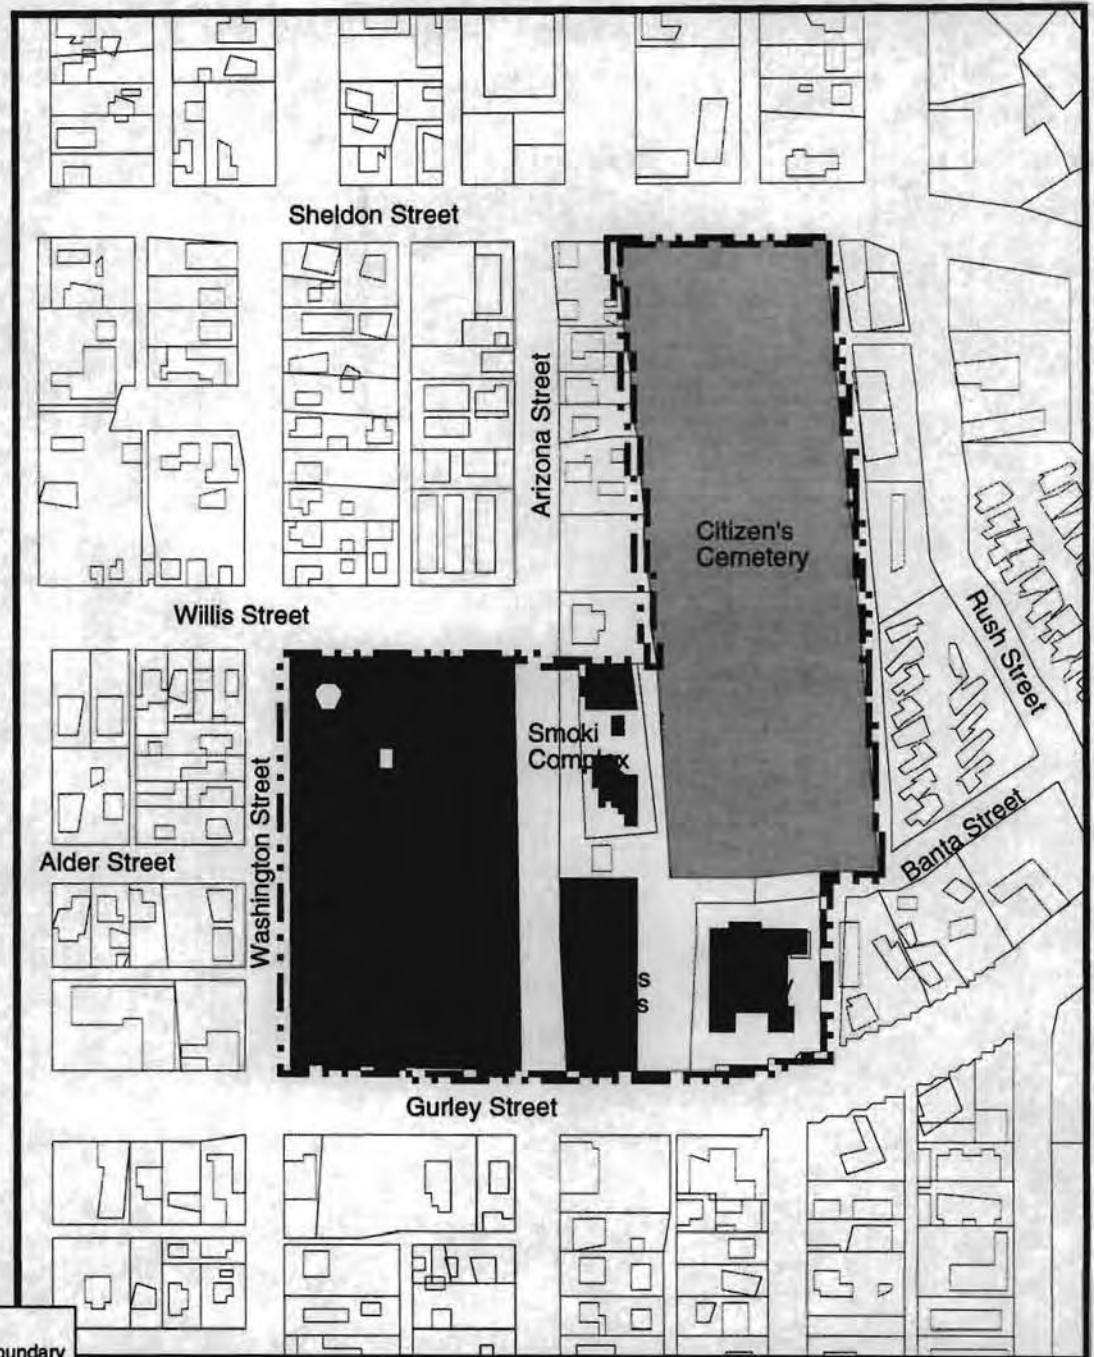 Sheldon Street
Arizona Street
Citizen's
Cemetery
Willis Street
Rush Street
Smoki
Complex
Washington Street
Banta Street
Alder Street
s
s
Gurley Street
oundary